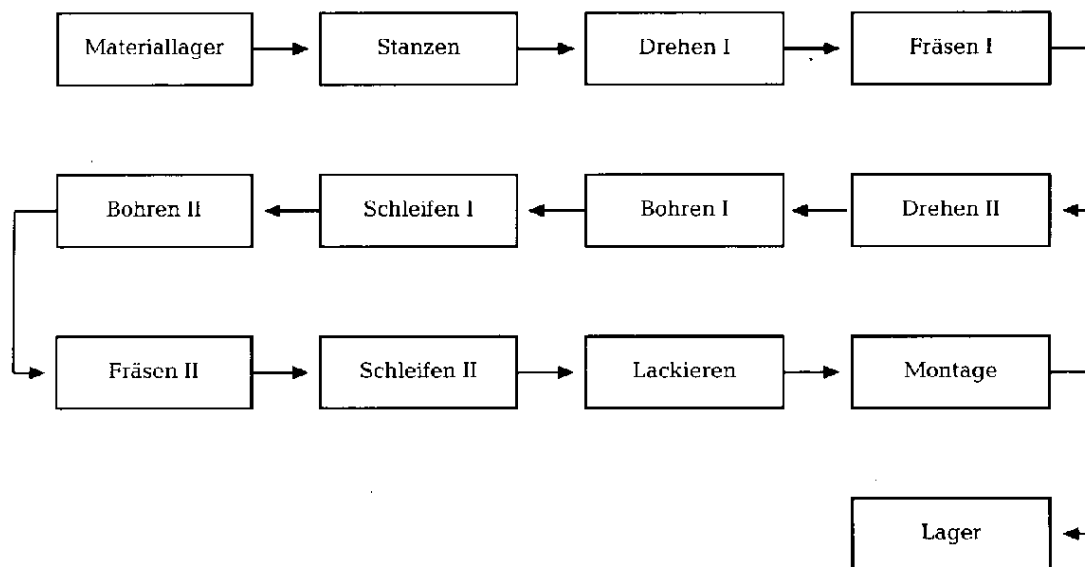 Materiallager
Stanzen
Drehen I
Fräsen I
Bohren II
Schleifen I
Bohren I
Drehen II
Fräsen II
Schleifen II
Lackieren
Montage
Lager